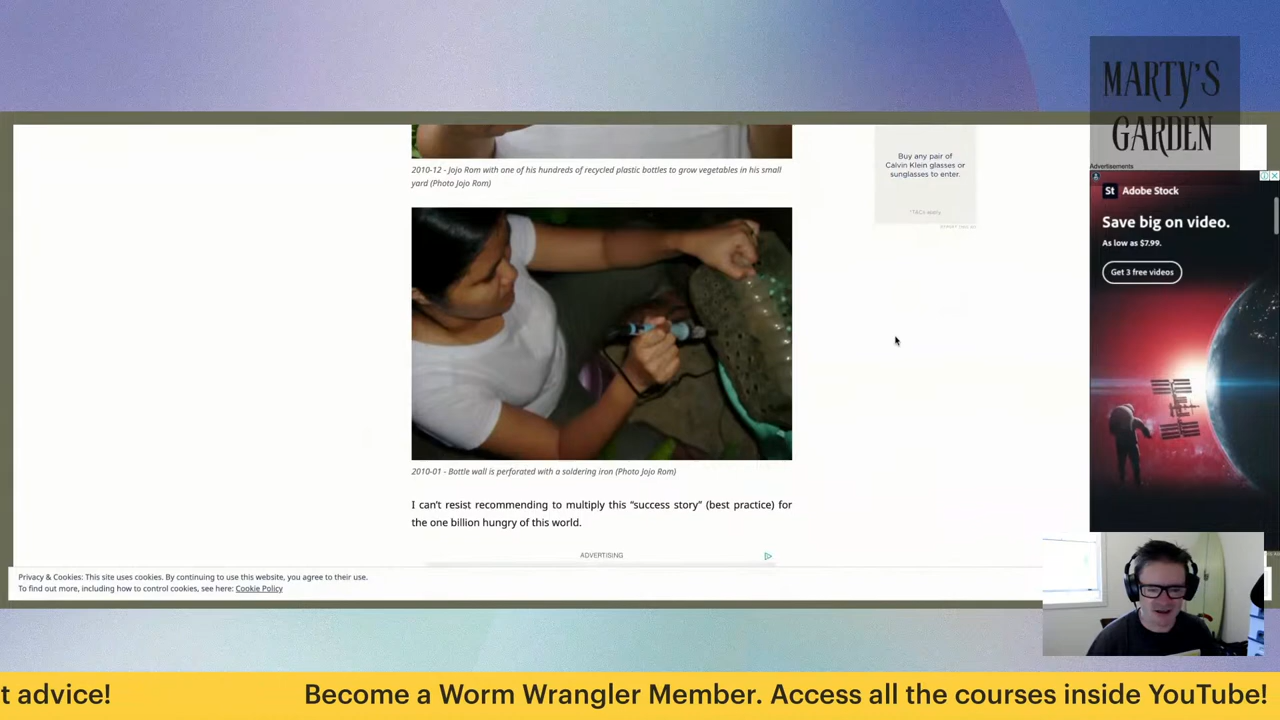 MARTY'S
GARDEN
Buy any pair of
Calvin Klein glasses or
sunglasses to enter.
*T&Cs apply.
Advertisements
St Adobe Stock
Save big on video.
As low as $7.99.
Get 3 free videos
2010-12 - Jojo Rom with one of his hundreds of recycled plastic bottles to grow vegetables in his small
yard (Photo Jojo Rom)
2010-01 - Bottle wall is perforated with a soldering iron (Photo Jojo Rom)
I can't resist recommending to multiply this "success story" (best practice) for
the one billion hungry of this world.
ADVERTISING
Privacy & Cookies: This site uses cookies. By continuing to use this website, you agree to their use.
To find out more, including how to control cookies, see here: Cookie Policy
t advice! Become a Worm Wrangler Member. Access all the courses inside YouTube!